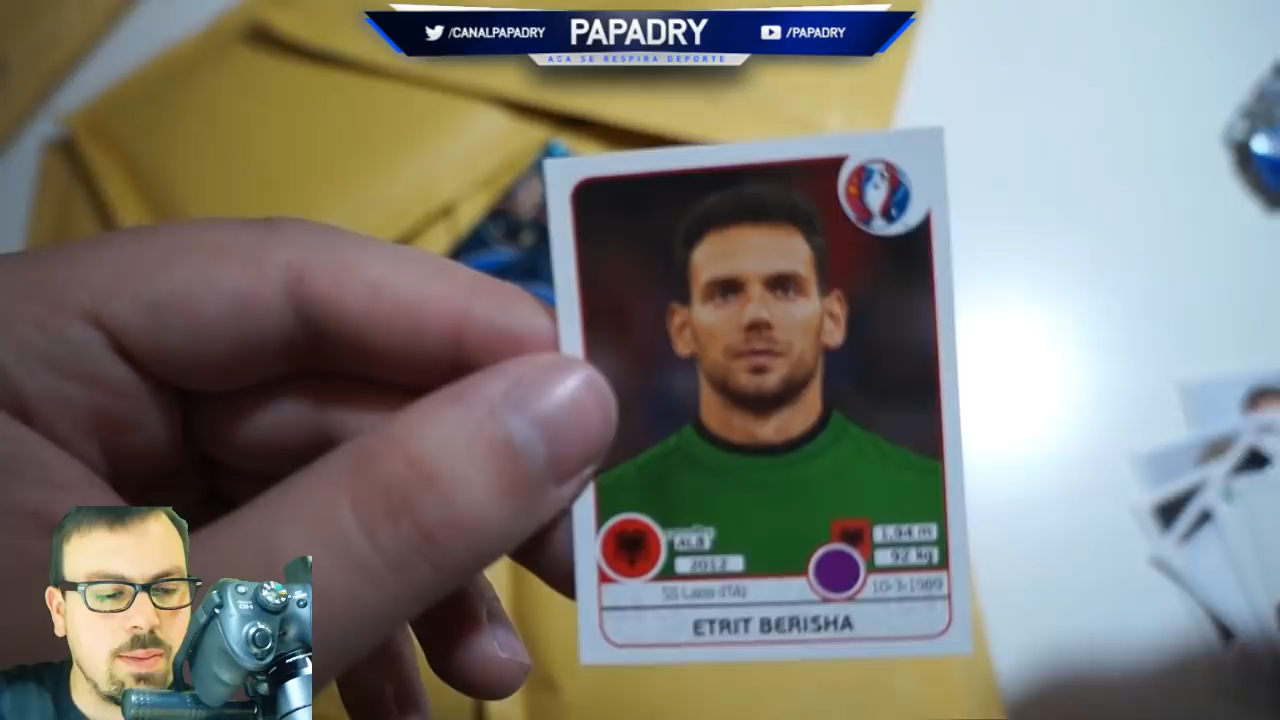 /CANALPAPADRY
PAPADRY
/PAPADRY
ACA SE RESPIRA DEPORTE
ALB
2012
1,94 m
92 kg
SS Lazio (ITA)
10-3-1989
ETRIT BERISHA